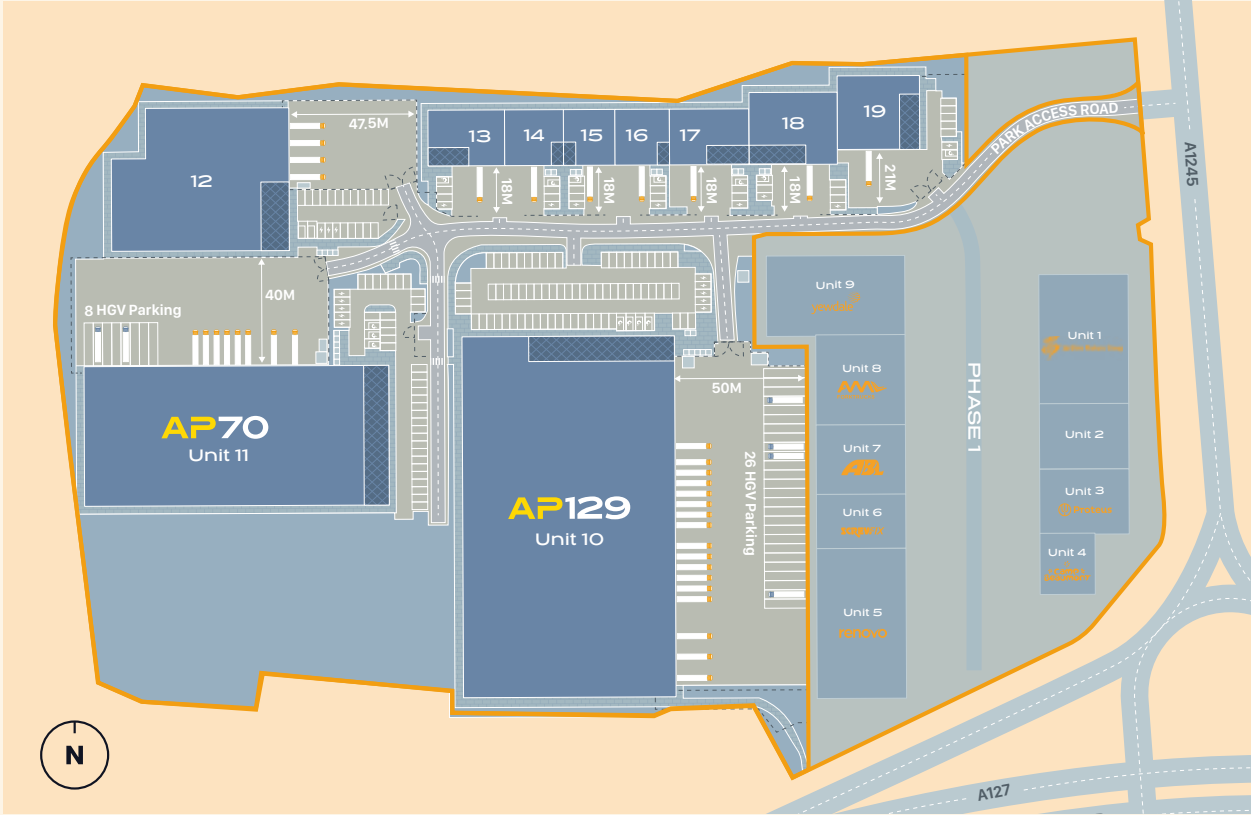 47.5M
12
13
14
15
16
17
18
19
18M
18M
18M
18M
21M
PARK ACCESS ROAD
A1245
8 HGV Parking
40M
AP70
Unit 11
AP129
Unit 10
50M
26 HGV Parking
Unit 9
Unit 8
Unit 7
Unit 6
Unit 5
renovo
PHASE 1
Unit 1
Unit 2
Unit 3
Unit 4
A127
N